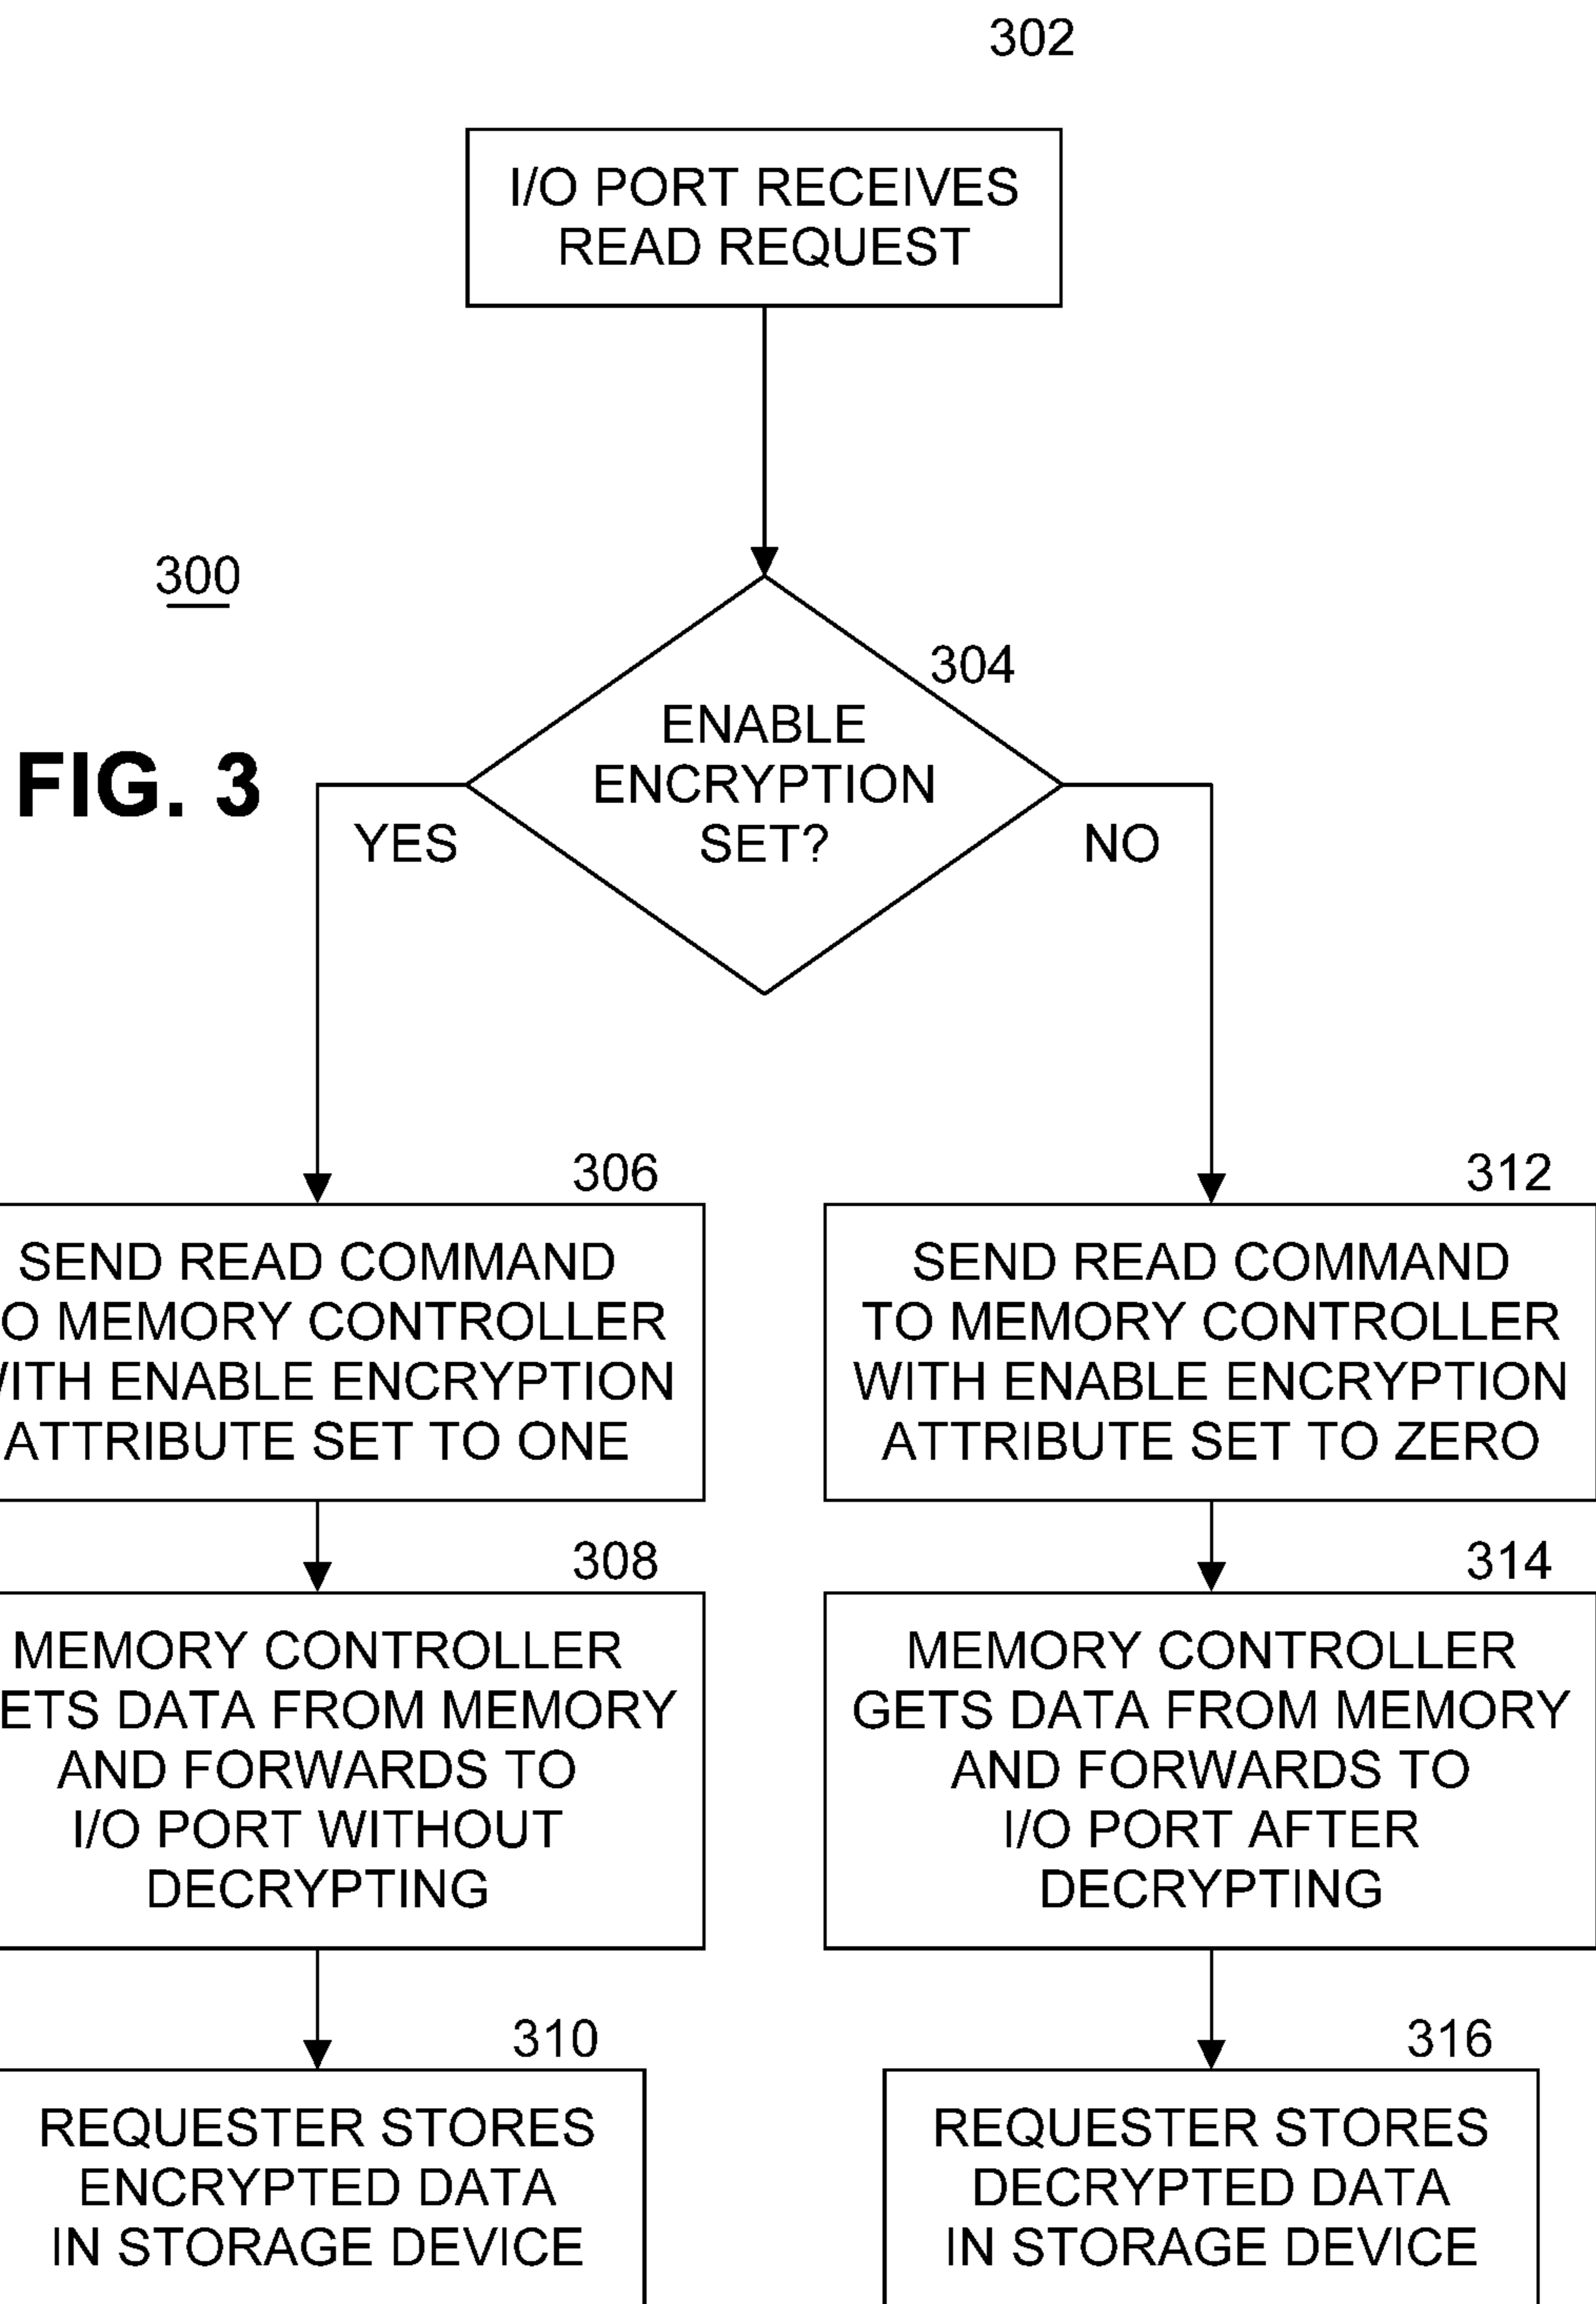 302
I/O PORT RECEIVES
READ REQUEST
300
304
ENABLE
ENCRYPTION
SET?
FIG. 3
YES
NO
306
SEND READ COMMAND
O MEMORY CONTROLLER
ITH ENABLE ENCRYPTION
ATTRIBUTE SET TO ONE
312
SEND READ COMMAND
TO MEMORY CONTROLLER
WITH ENABLE ENCRYPTION
ATTRIBUTE SET TO ZERO
308
MEMORY CONTROLLER
ETS DATA FROM MEMORY
AND FORWARDS TO
I/O PORT WITHOUT
DECRYPTING
314
MEMORY CONTROLLER
GETS DATA FROM MEMORY
AND FORWARDS TO
I/O PORT AFTER
DECRYPTING
310
REQUESTER STORES
ENCRYPTED DATA
IN STORAGE DEVICE
316
REQUESTER STORES
DECRYPTED DATA
IN STORAGE DEVICE